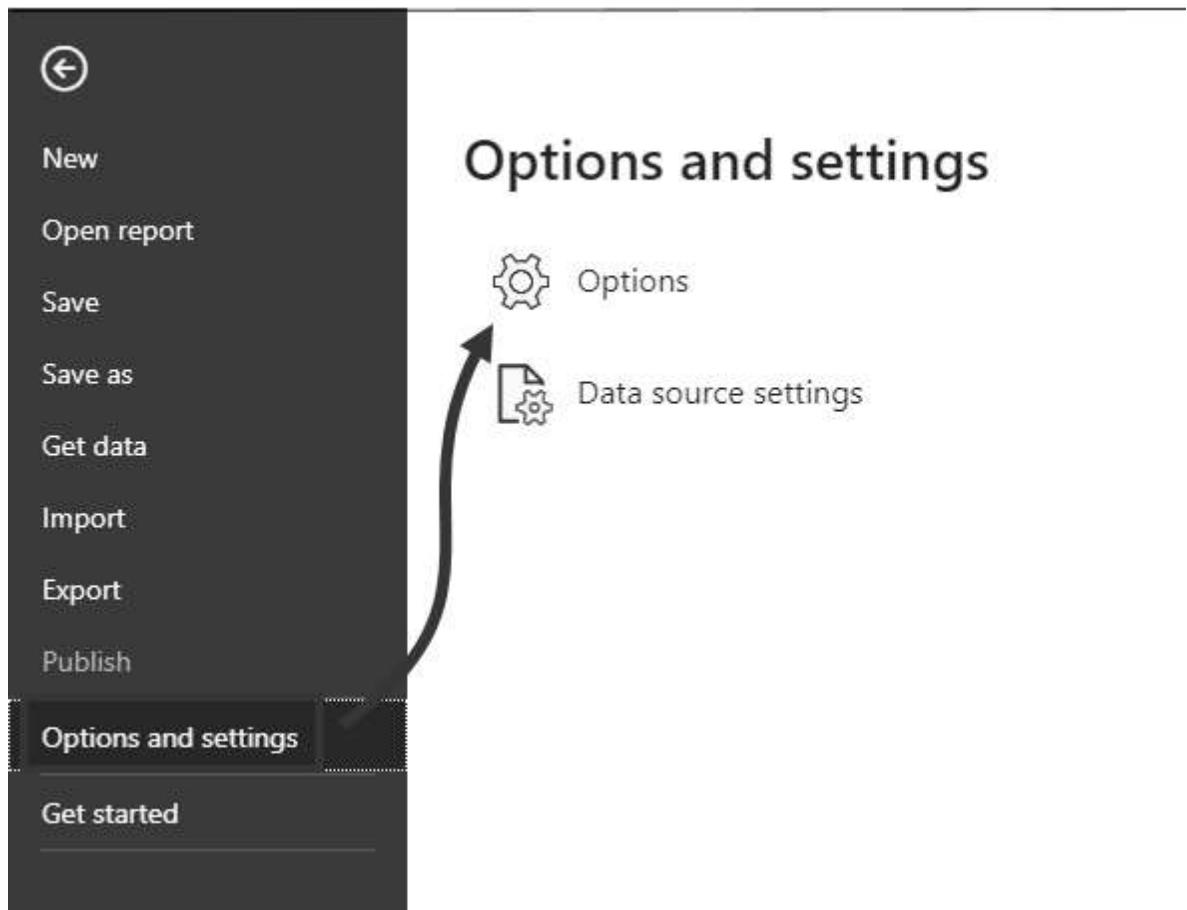 New
Open report
Save
Save as
Get data
Import
Export
Publish
Options and settings
Get started
Options and settings
Options
Data source settings